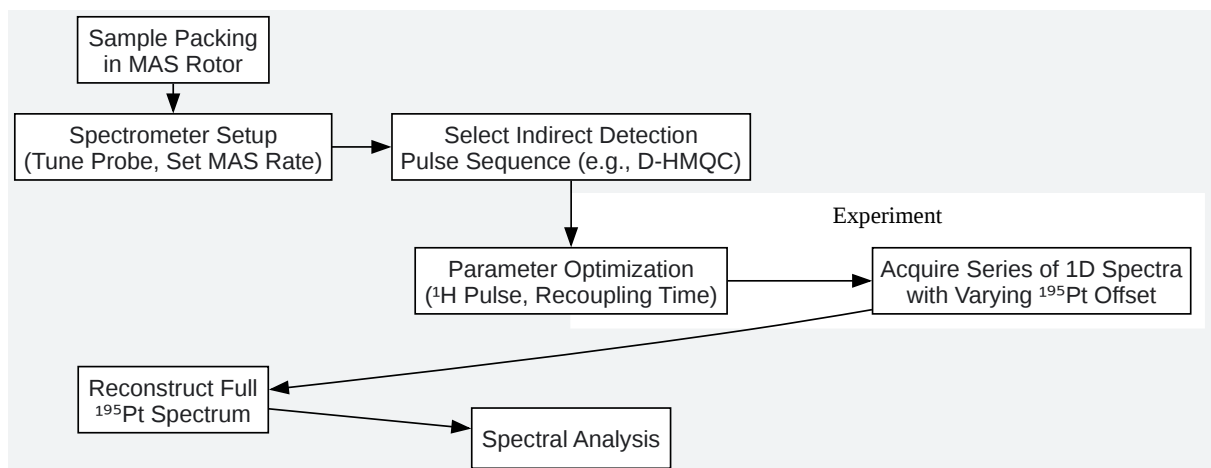 Sample Packing
in MAS Rotor
Spectrometer Setup
(Tune Probe, Set MAS Rate)
Select Indirect Detection
Pulse Sequence (e.g., D-HMQC)
Experiment
Parameter Optimization
(¹H Pulse, Recoupling Time)
Acquire Series of 1D Spectra
with Varying ¹⁹⁵Pt Offset
Reconstruct Full
¹⁹⁵Pt Spectrum
Spectral Analysis